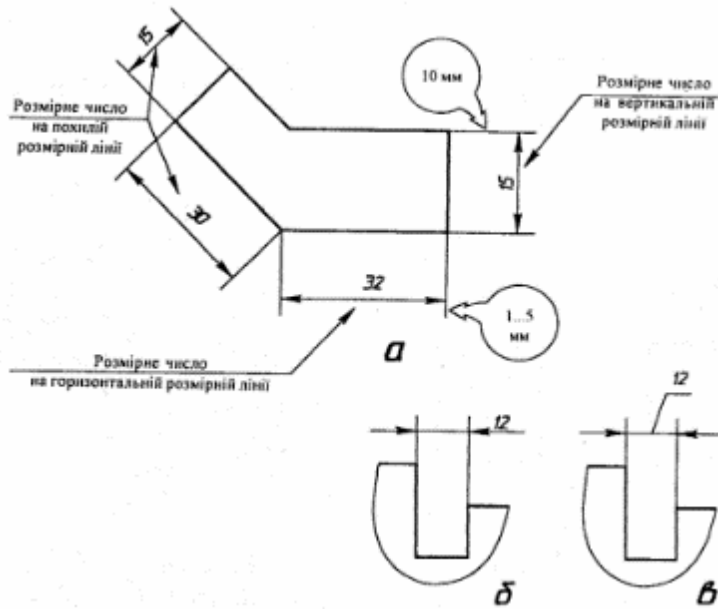 15
10 мм
Розмірне число
на похилій
розмірній лінії
Розмірне число
на вертикальній
розмірній лінії
15
30
32
1...5
мм
а
Розмірне число
на горизонтальній розмірній лінії
12
12
б
в